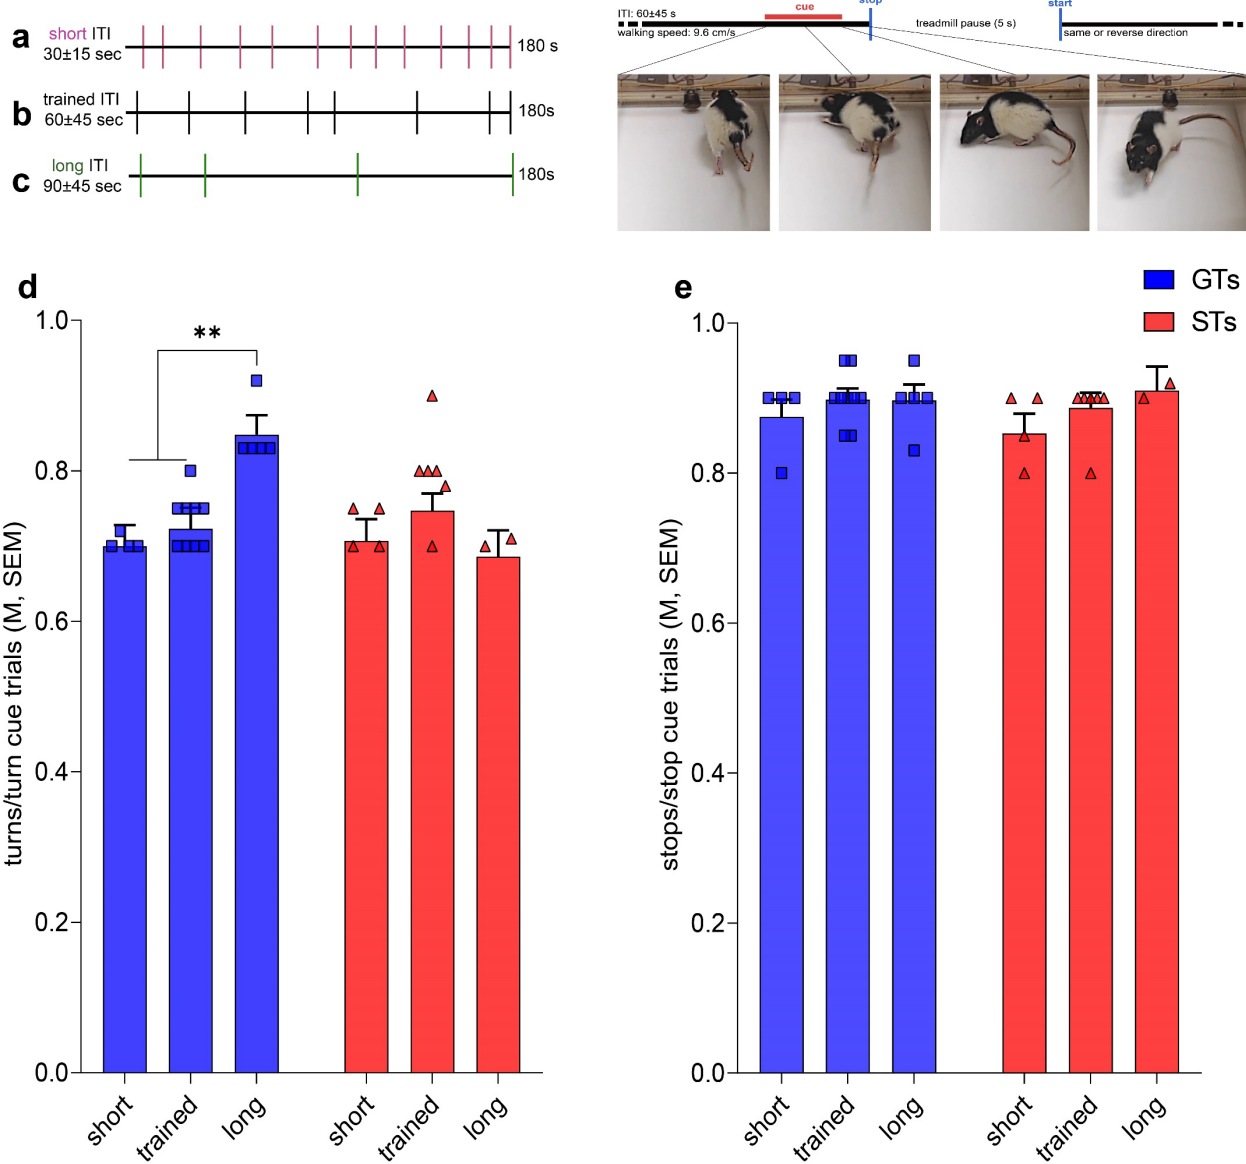 a
short ITI
30±15 sec
180 s
b
trained ITI
60±45 sec
180s
c
long ITI
90±45 sec
180s
ITI: 60±45 s
walking speed: 9.6 cm/s
cue
stop
treadmill pause (5 s)
start
same or reverse direction
d
turns/turn cue trials (M, SEM)
1.0
0.8
0.6
0.4
0.2
0.0
**
short
trained
long
short
trained
long
e
GTs
STs
stops/stop cue trials (M, SEM)
1.0
0.8
0.6
0.4
0.2
0.0
short
trained
long
short
trained
long